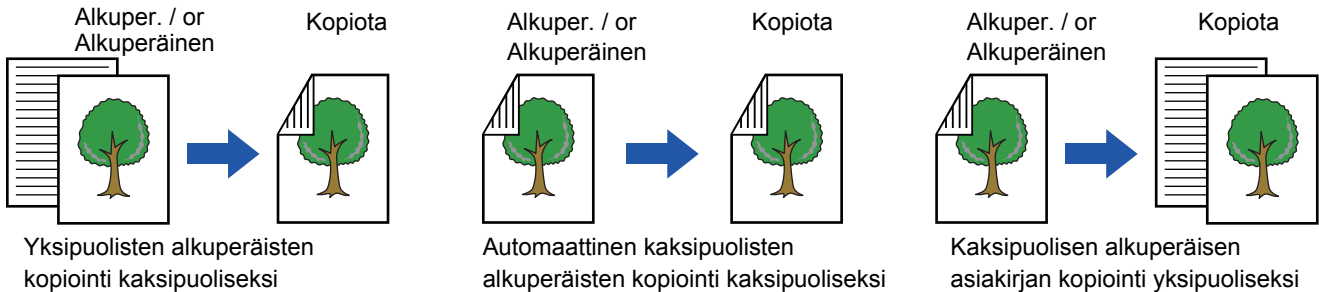 Alkuper. / or
Alkuperäinen
Kopiota
Yksipuolisten alkuperäisten
kopiointi kaksipuoliseksi
Alkuper. / or
Alkuperäinen
Kopiota
Automaattinen kaksipuolisten
alkuperäisten kopiointi kaksipuoliseksi
Alkuper. / or
Alkuperäinen
Kopiota
Kaksipuolisen alkuperäisen
asiakirjan kopiointi yksipuoliseksi